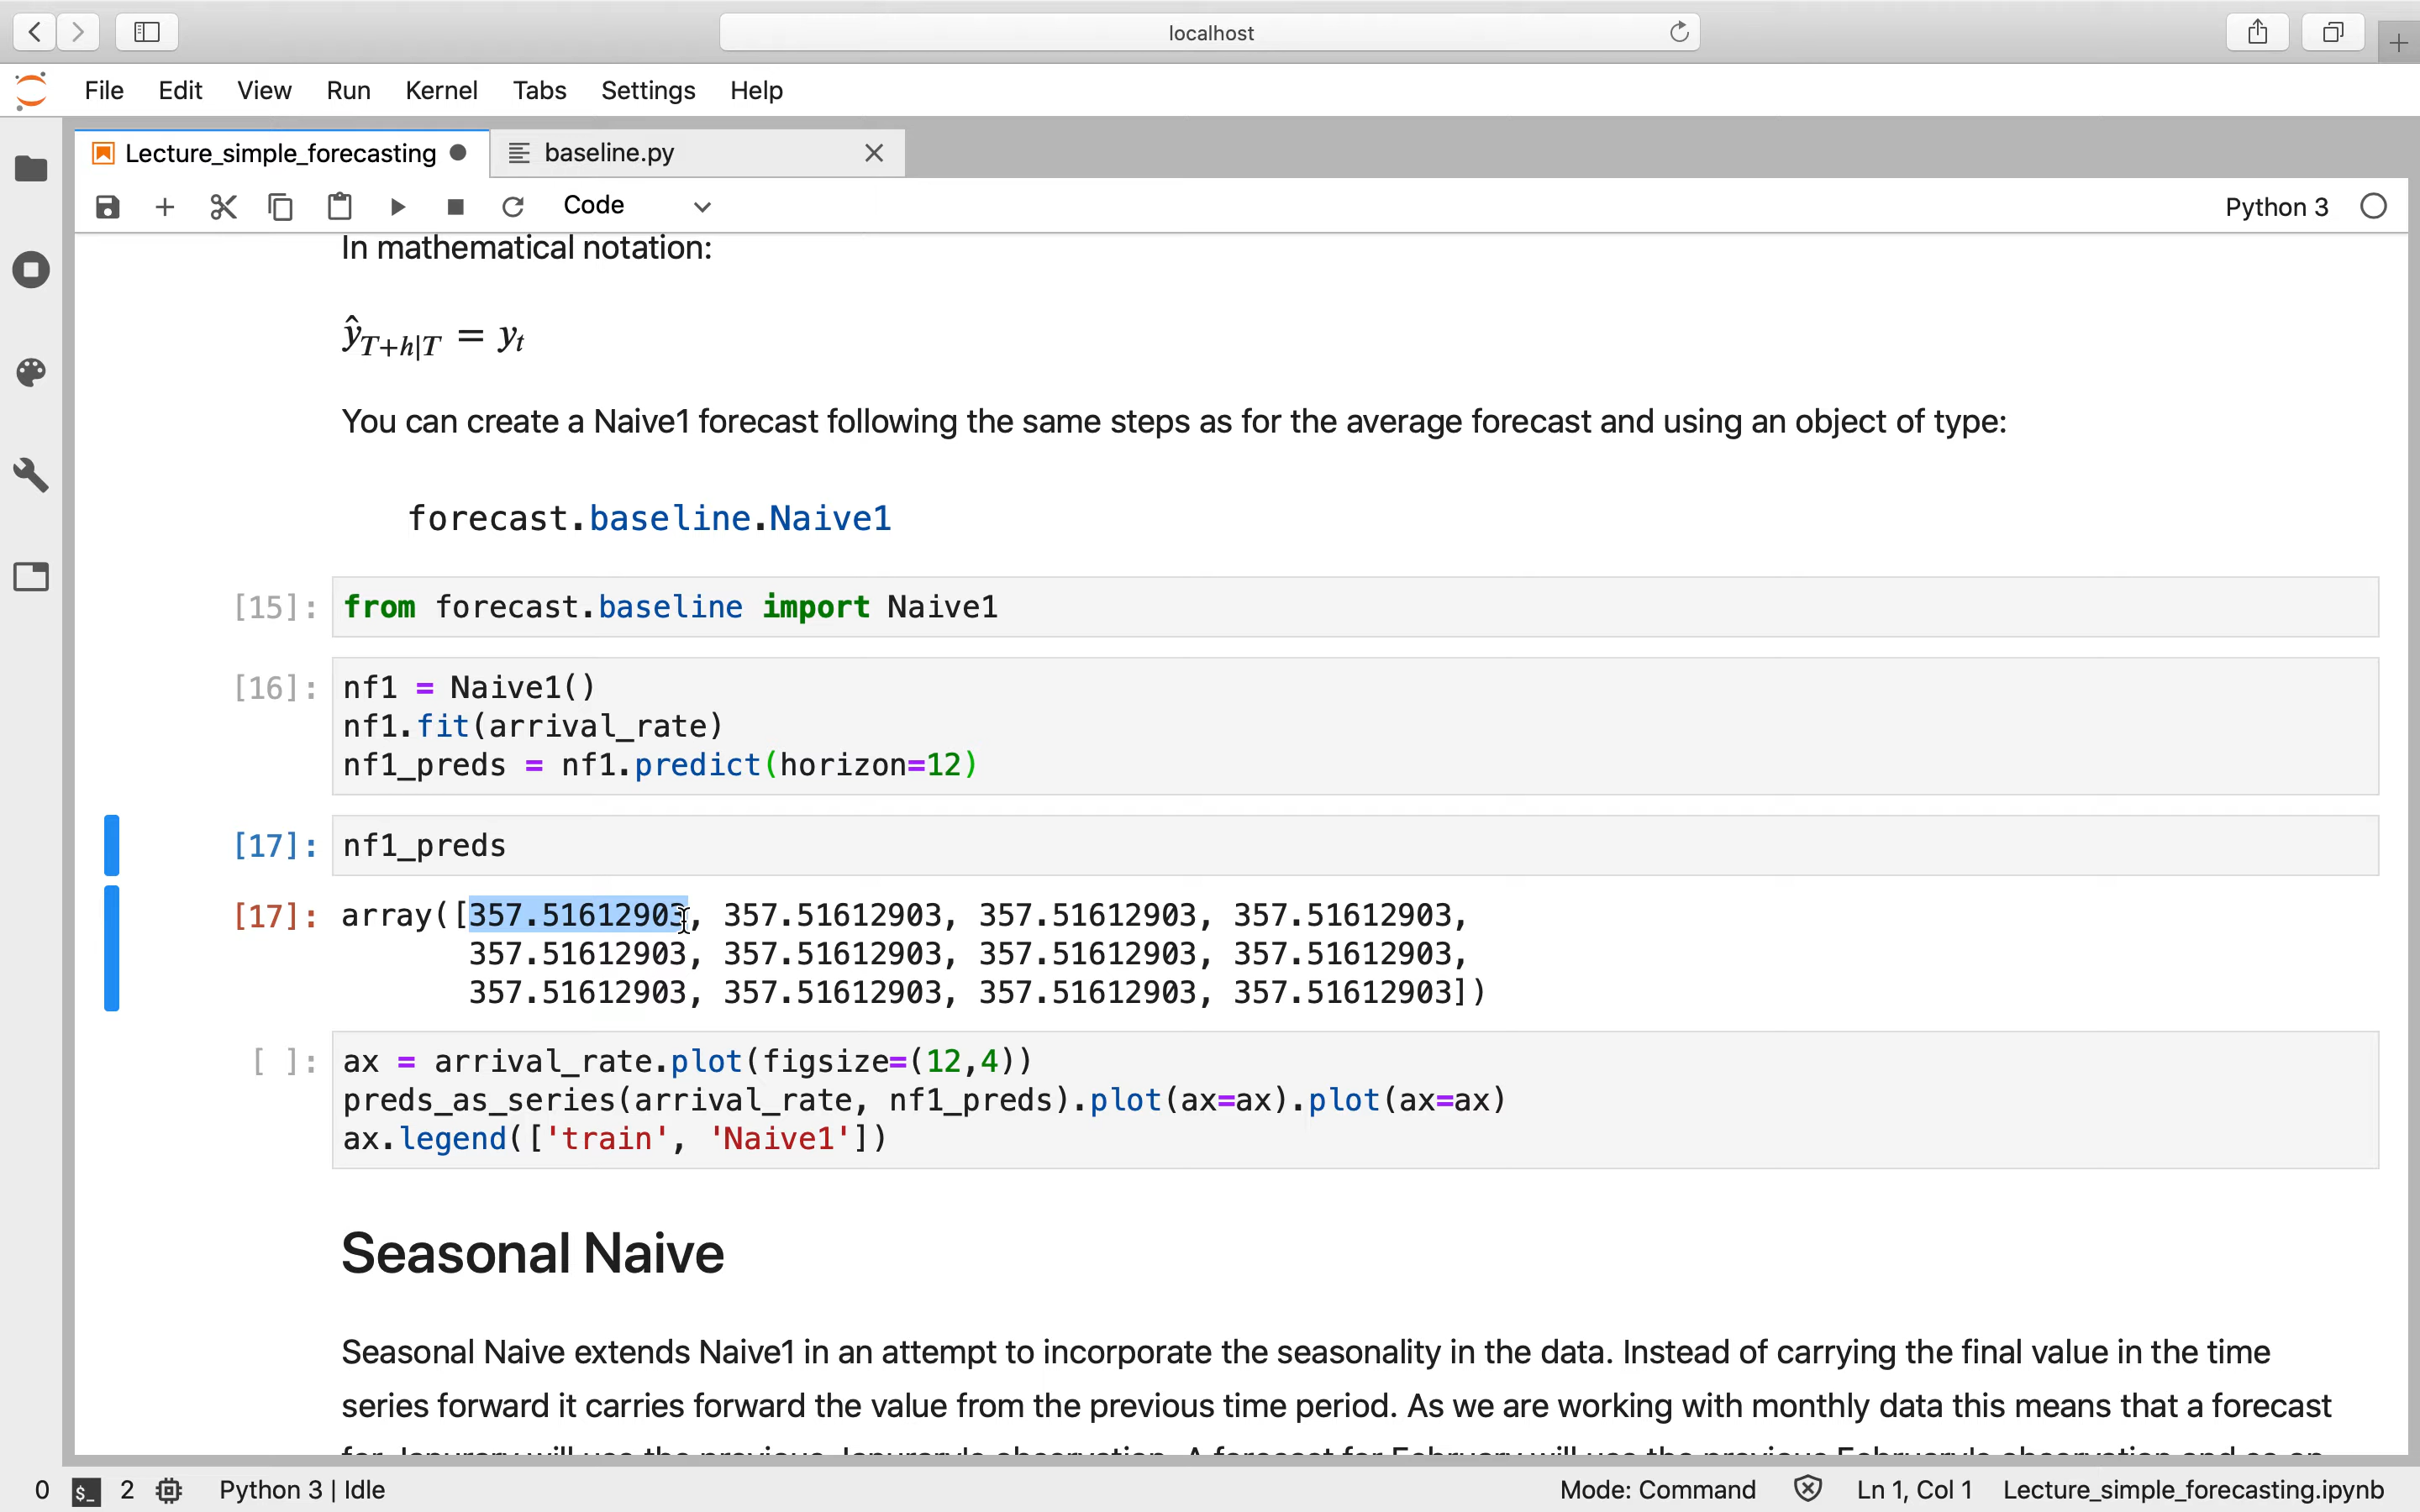 localhost
File Edit View Run Kernel Tabs Settings Help
Lecture_simple_forecasting baseline.py
Code Python 3
In mathematical notation:
ŷT+h|T = yt
You can create a Naive1 forecast following the same steps as for the average forecast and using an object of type:
forecast.baseline.Naive1
[15]: from forecast.baseline import Naive1
[16]: nf1 = Naive1()
nf1.fit(arrival_rate)
nf1_preds = nf1.predict(horizon=12)
[17]: nf1_preds
[17]: array([357.51612903, 357.51612903, 357.51612903, 357.51612903,
357.51612903, 357.51612903, 357.51612903, 357.51612903,
357.51612903, 357.51612903, 357.51612903, 357.51612903])
[ ]: ax = arrival_rate.plot(figsize=(12,4))
preds_as_series(arrival_rate, nf1_preds).plot(ax=ax).plot(ax=ax)
ax.legend(['train', 'Naive1'])
Seasonal Naive
Seasonal Naive extends Naive1 in an attempt to incorporate the seasonality in the data. Instead of carrying the final value in the time
series forward it carries forward the value from the previous time period. As we are working with monthly data this means that a forecast
0 $_ 2 Python 3 | Idle Mode: Command Ln 1, Col 1 Lecture_simple_forecasting.ipynb